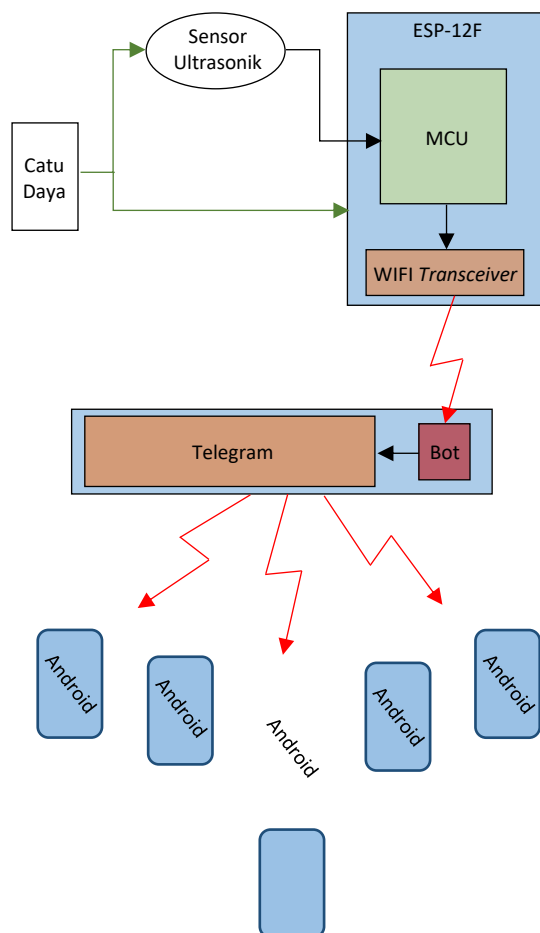 Sensor
Ultrasonik
ESP-12F
MCU
Catu
Daya
WIFI Transceiver
Telegram
Bot
Android
Android
Android
Android
Android